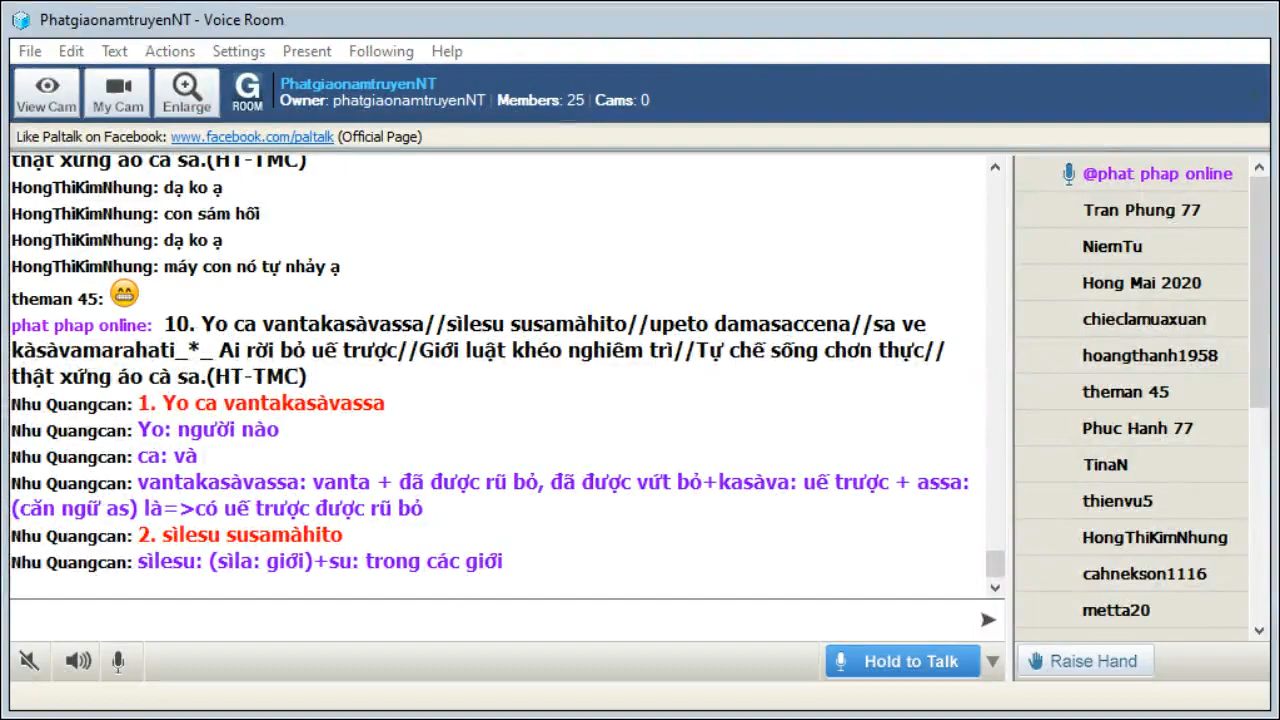 PhatgiaonamtruyenNT - Voice Room
File Edit Text Actions Settings Present Following Help
View Cam My Cam Enlarge G ROOM
PhatgiaonamtruyenNT
Owner: phatgiaonamtruyenNT | Members: 25 | Cams: 0
Like Paltalk on Facebook: www.facebook.com/paltalk (Official Page)
thật xứng áo cà sa.(HT-TMC)
HongThiKimNhung: dạ ko ạ
HongThiKimNhung: con sám hối
HongThiKimNhung: dạ ko ạ
HongThiKimNhung: máy con nó tự nhảy ạ
theman 45: 😁
phat phap online: 10. Yo ca vantakasàvassa//sìlesu susamàhito//upeto damasaccena//sa ve
kàsàvamarahati_*_ Ai rời bỏ uế trược//Giới luật khéo nghiêm trì//Tự chế sống chơn thực//
thật xứng áo cà sa.(HT-TMC)
Nhu Quangcan: 1. Yo ca vantakasàvassa
Nhu Quangcan: Yo: người nào
Nhu Quangcan: ca: và
Nhu Quangcan: vantakasàvassa: vanta + đã được rũ bỏ, đã được vứt bỏ+kasàva: uế trược + assa:
(căn ngữ as) là=>có uế trược được rũ bỏ
Nhu Quangcan: 2. sìlesu susamàhito
Nhu Quangcan: sìlesu: (sìla: giới)+su: trong các giới
Hold to Talk
@phat phap online
Tran Phung 77
NiemTu
Hong Mai 2020
chieclamuaxuan
hoangthanh1958
theman 45
Phuc Hanh 77
TinaN
thienvu5
HongThiKimNhung
cahnekson1116
metta20
Raise Hand